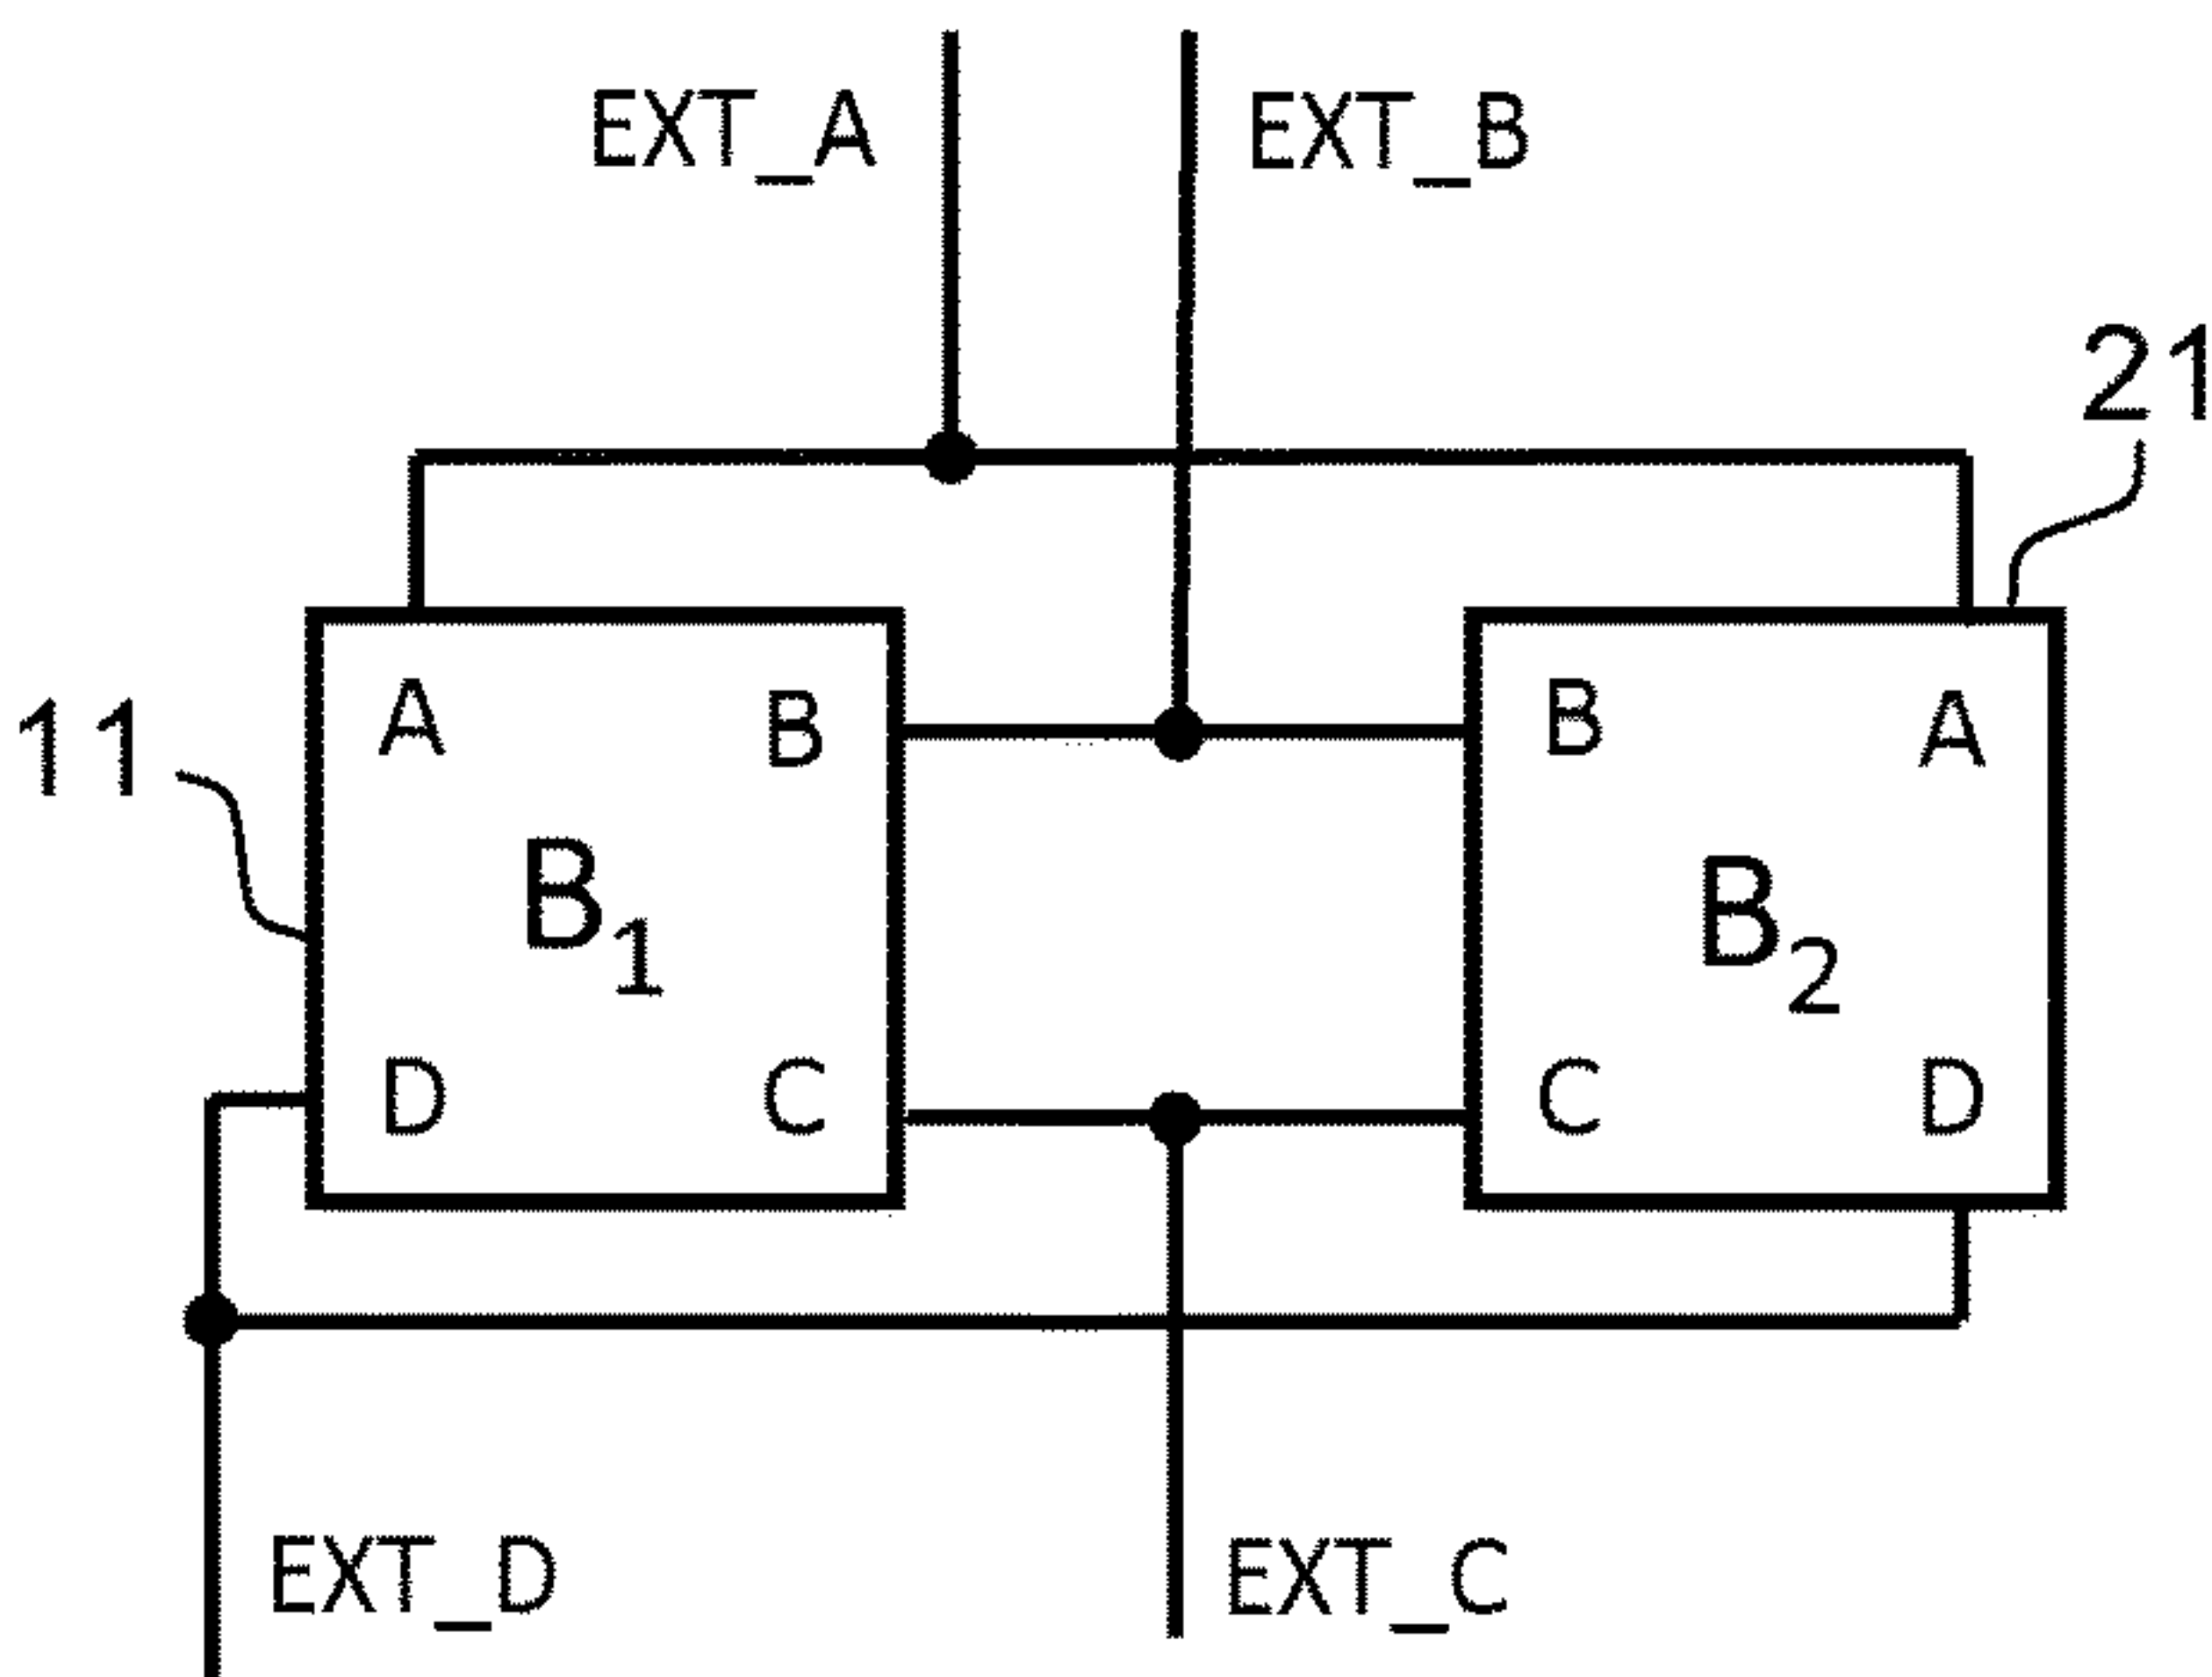 EXT_A EXT_B
21
11
A B
B A
B1
B2
D C
C D
EXT_D EXT_C